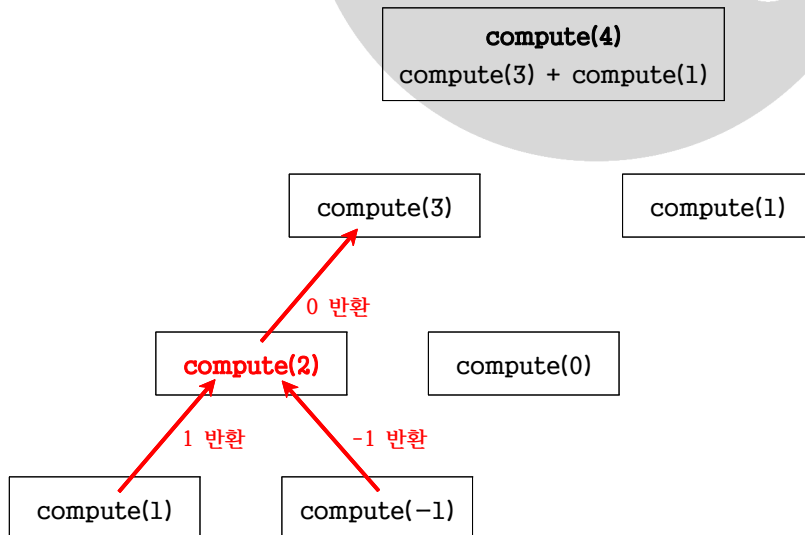 compute(4)
compute(3) + compute(1)
compute(3)
compute(1)
0 반환
compute(2)
compute(0)
1 반환
-1 반환
compute(1)
compute(−1)